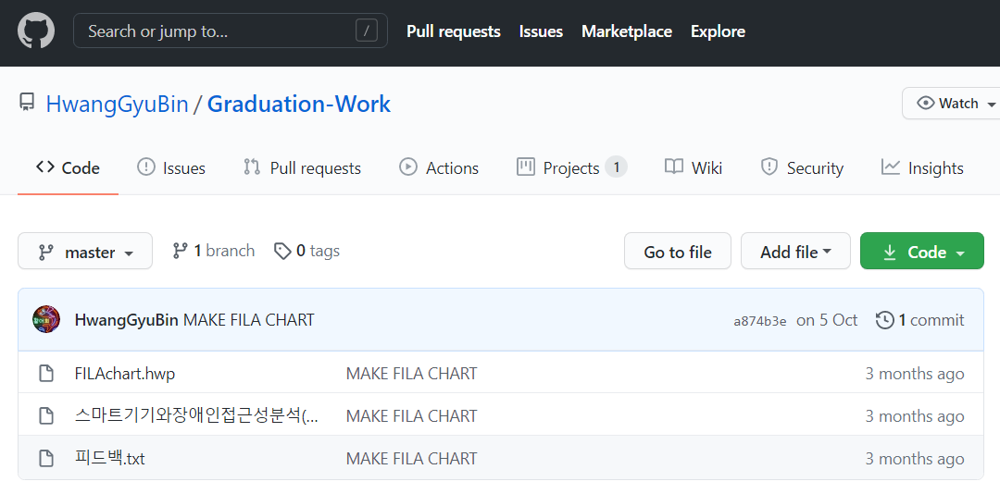 Search or jump to... /
Pull requests Issues Marketplace Explore
HwangGyuBin / Graduation-Work
Watch
Code Issues Pull requests Actions Projects 1 Wiki Security Insights
master 1 branch 0 tags Go to file Add file Code
HwangGyuBin MAKE FILA CHART a874b3e on 5 Oct 1 commit
FILAchart.hwp MAKE FILA CHART 3 months ago
스마트기기와장애인접근성분석(... MAKE FILA CHART 3 months ago
피드백.txt MAKE FILA CHART 3 months ago